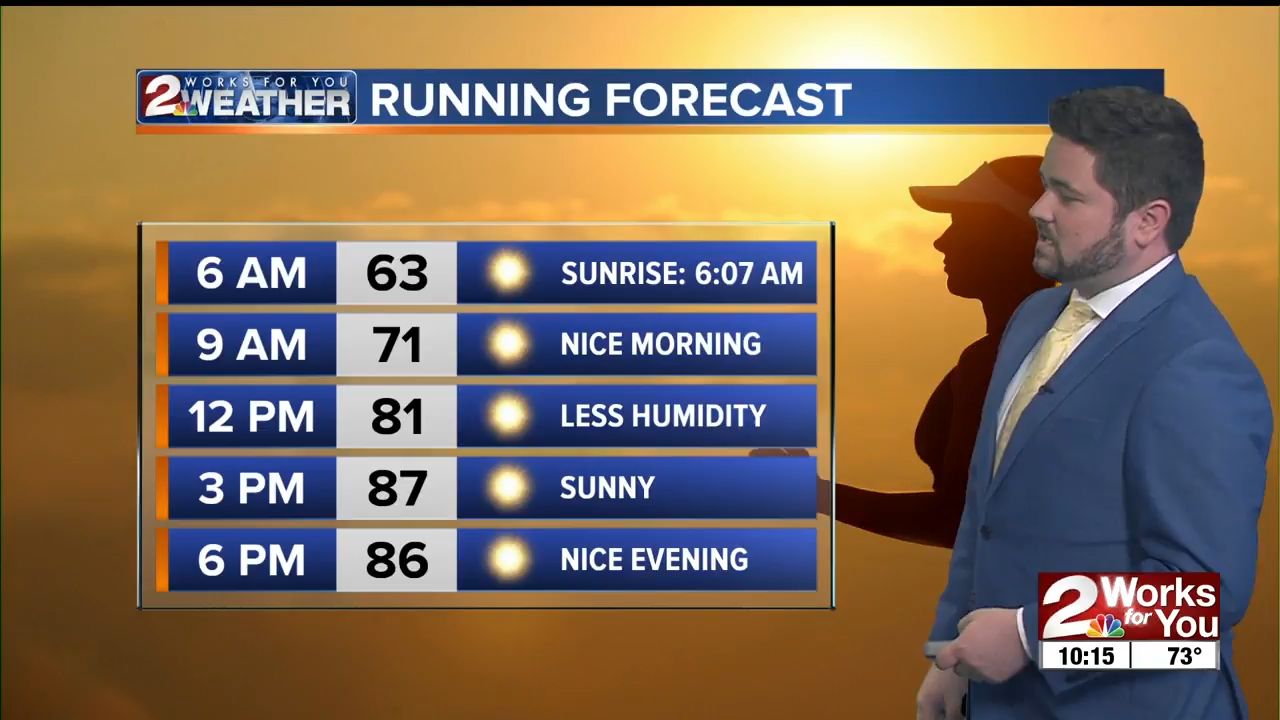 2 WORKS FOR YOU
WEATHER
RUNNING FORECAST
6 AM 63 SUNRISE: 6:07 AM
9 AM 71 NICE MORNING
12 PM 81 LESS HUMIDITY
3 PM 87 SUNNY
6 PM 86 NICE EVENING
2 Works
for You
10:15 73°